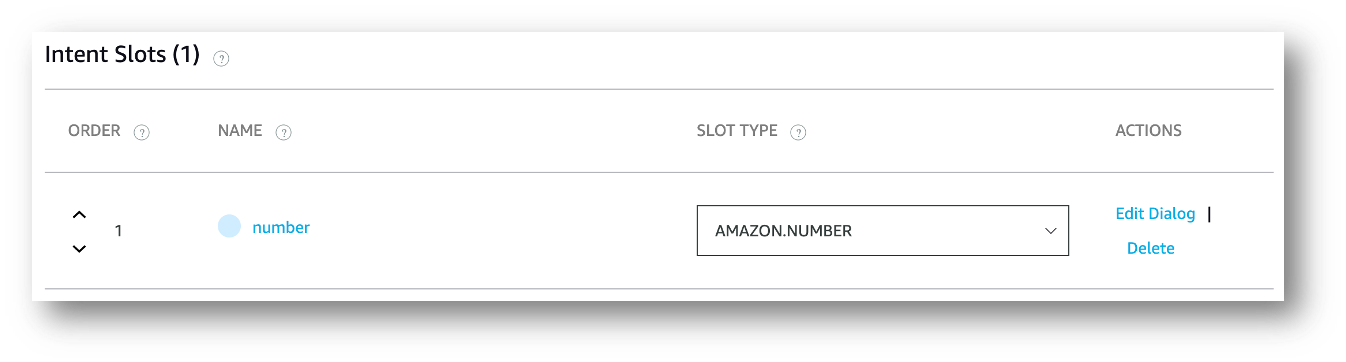 Intent Slots (1) ?
ORDER ? NAME ? SLOT TYPE ? ACTIONS
1 number AMAZON.NUMBER Edit Dialog |
Delete